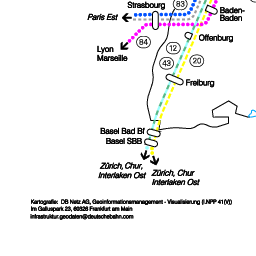 Strasbourg
83
Paris Est
Baden-
Baden
84
Lyon
Marseille
12
Offenburg
43
20
Freiburg
Basel Bad Bf
Basel SBB
Zürich, Chur,
Interlaken Ost
Zürich, Chur
Interlaken Ost
Kartografie: DB Netz AG, Geoinformationsmanagement - Visualisierung (I.NPP 41(V))
Im Galluspark 23, 60326 Frankfurt am Main
infrastruktur.geodaten@deutschebahn.com